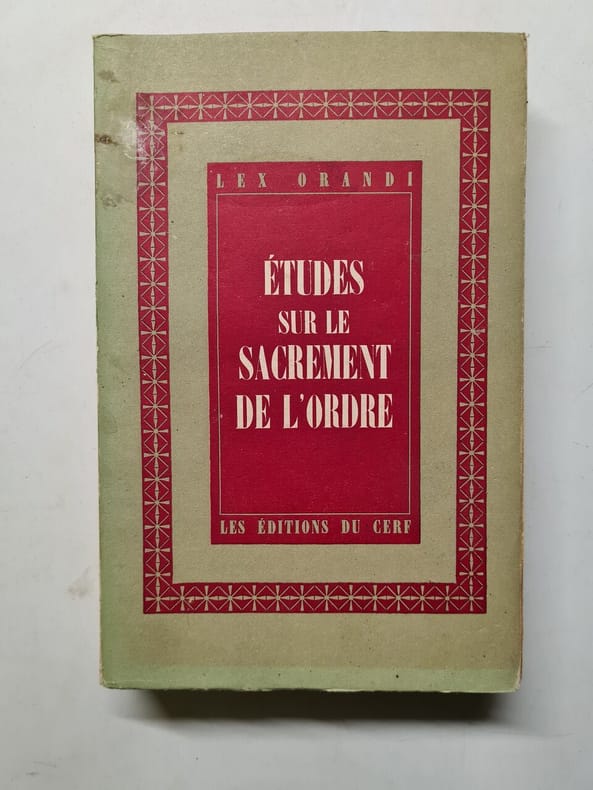 LEX ORANDI
ÉTUDES
SUR LE
SACREMENT
DE L'ORDRE
LES ÉDITIONS DU CERF